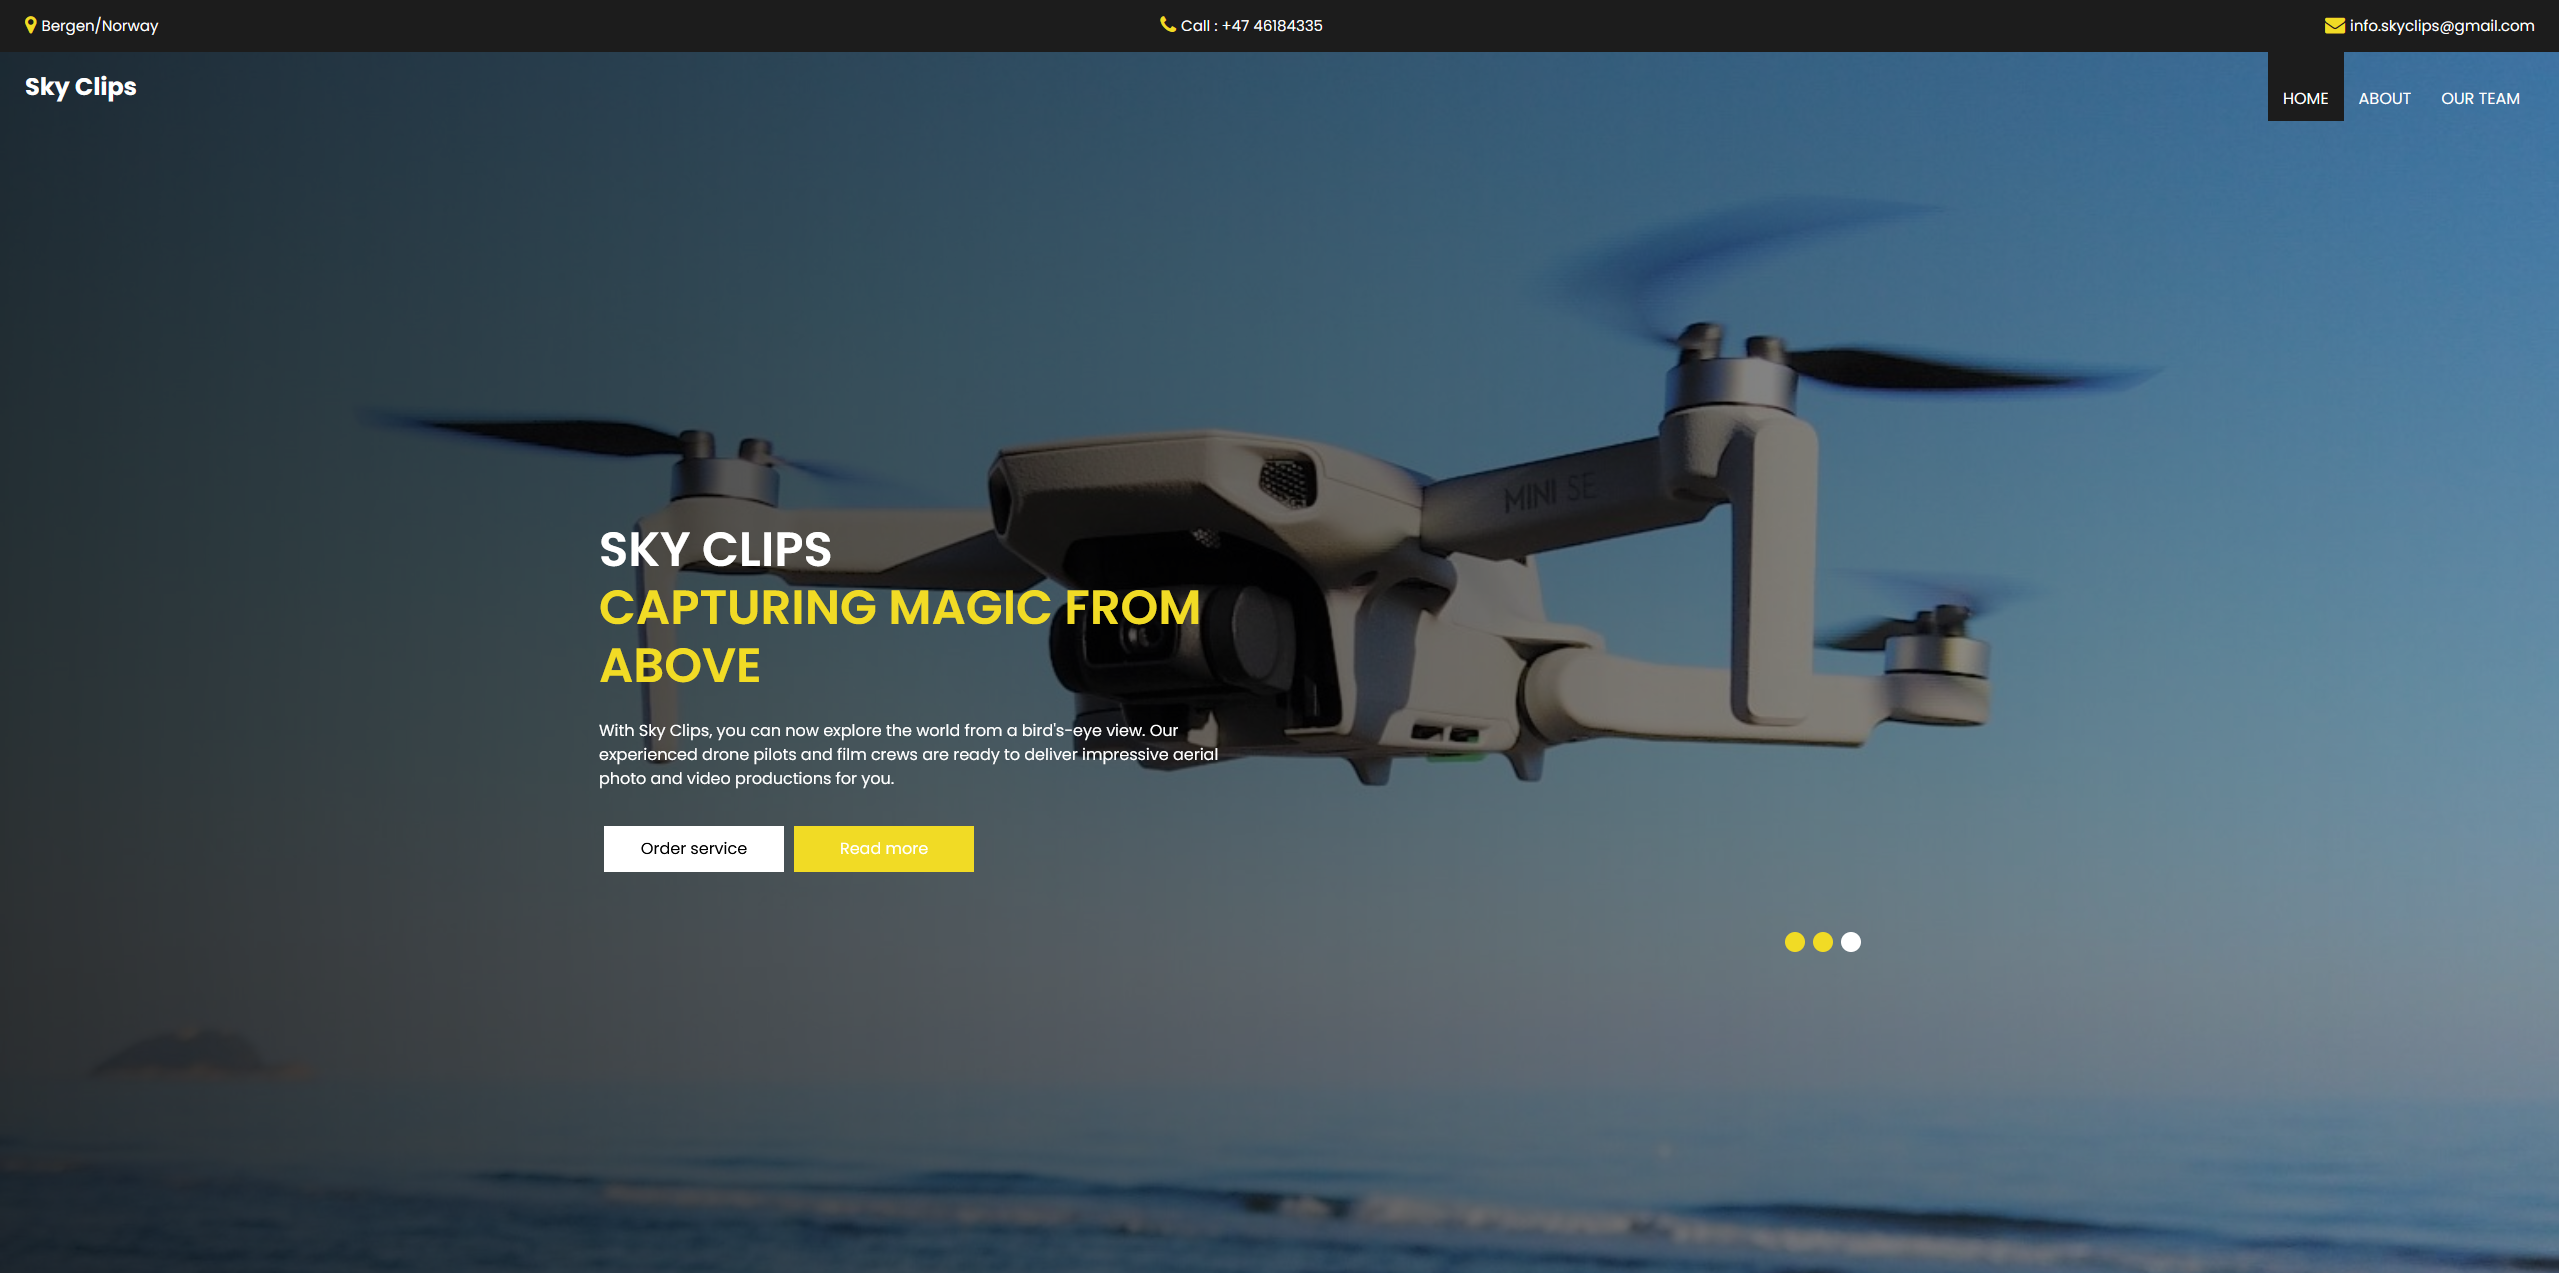 Bergen/Norway
Call : +47 46184335
info.skyclips@gmail.com
Sky Clips
HOME
ABOUT
OUR TEAM
MINI SE
SKY CLIPS
CAPTURING MAGIC FROM
ABOVE
With Sky Clips, you can now explore the world from a bird's-eye view. Our
experienced drone pilots and film crews are ready to deliver impressive aerial
photo and video productions for you.
Order service
Read more